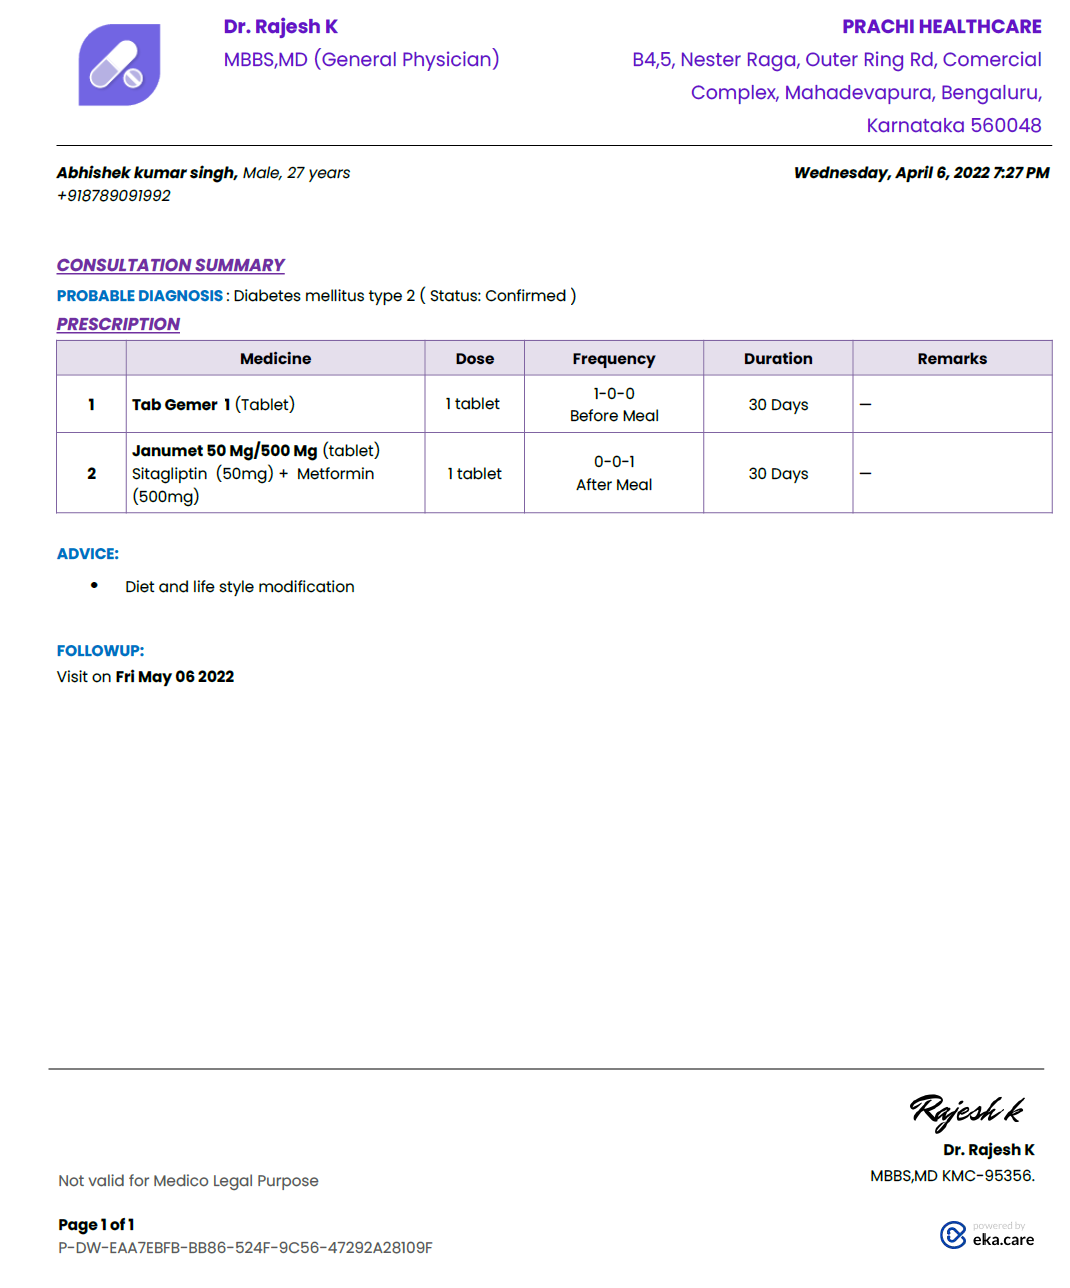 Dr. Rajesh K
MBBS,MD (General Physician)
PRACHI HEALTHCARE
B4,5, Nester Raga, Outer Ring Rd, Comercial
Complex, Mahadevapura, Bengaluru,
Karnataka 560048
Abhishek kumar singh, Male, 27 years
+918789091992
Wednesday, April 6, 2022 7:27 PM
CONSULTATION SUMMARY
PROBABLE DIAGNOSIS : Diabetes mellitus type 2 ( Status: Confirmed )
PRESCRIPTION
Medicine Dose Frequency Duration Remarks
1 Tab Gemer 1 (Tablet) 1 tablet 1-0-0 Before Meal 30 Days —
2 Janumet 50 Mg/500 Mg (tablet) Sitagliptin (50mg) + Metformin (500mg) 1 tablet 0-0-1 After Meal 30 Days —
ADVICE:
• Diet and life style modification
FOLLOWUP:
Visit on Fri May 06 2022
Rajesh k
Dr. Rajesh K
MBBS,MD KMC-95356.
Not valid for Medico Legal Purpose
Page 1 of 1
P-DW-EAA7EBFB-BB86-524F-9C56-47292A28109F
powered by
eka.care